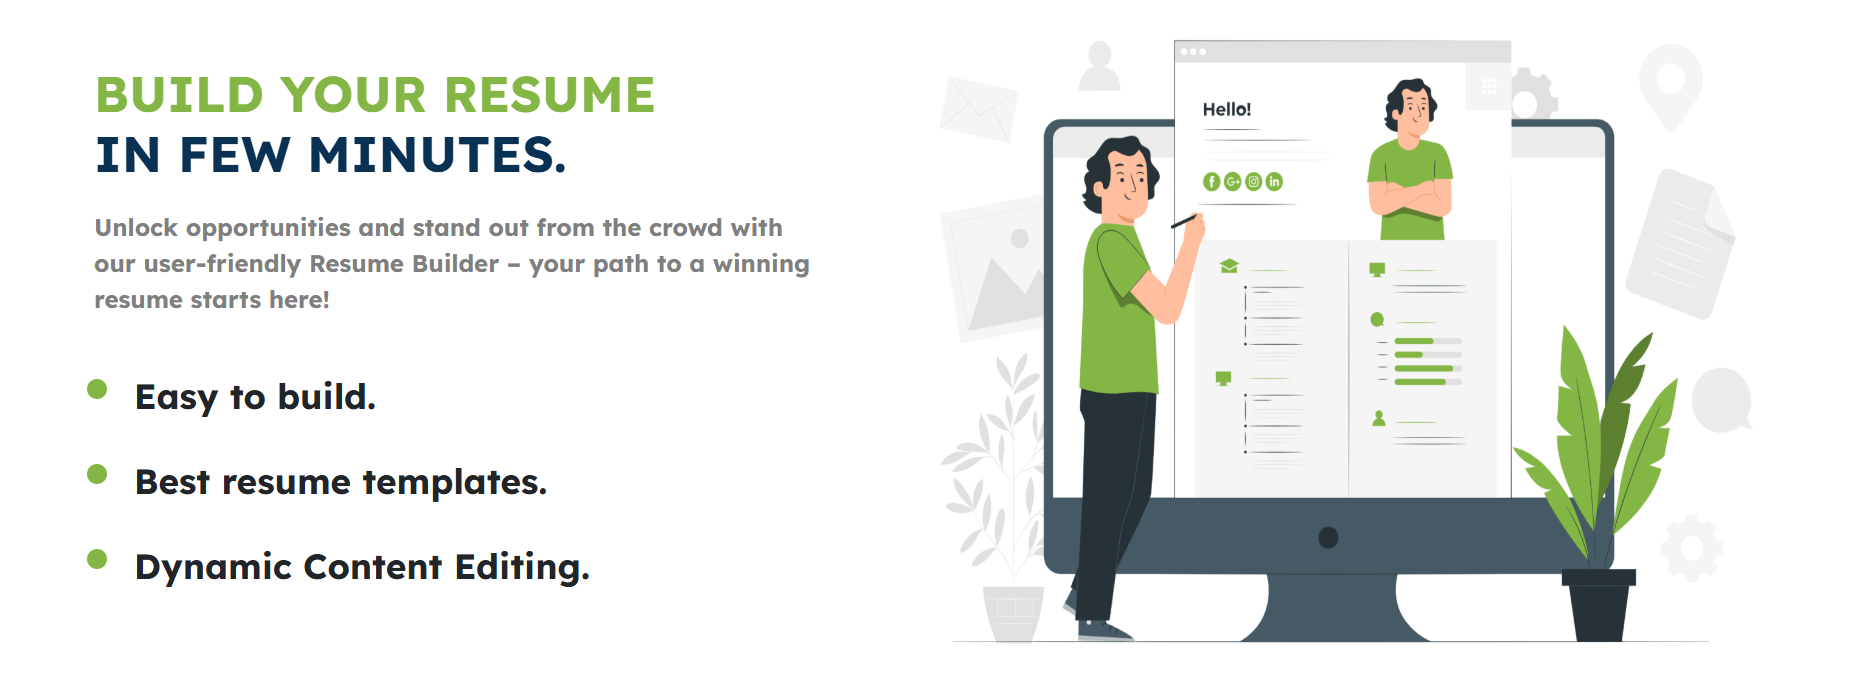 BUILD YOUR RESUME
IN FEW MINUTES.
Unlock opportunities and stand out from the crowd with
our user-friendly Resume Builder – your path to a winning
resume starts here!
Easy to build.
Best resume templates.
Dynamic Content Editing.
Hello!
f G+ in